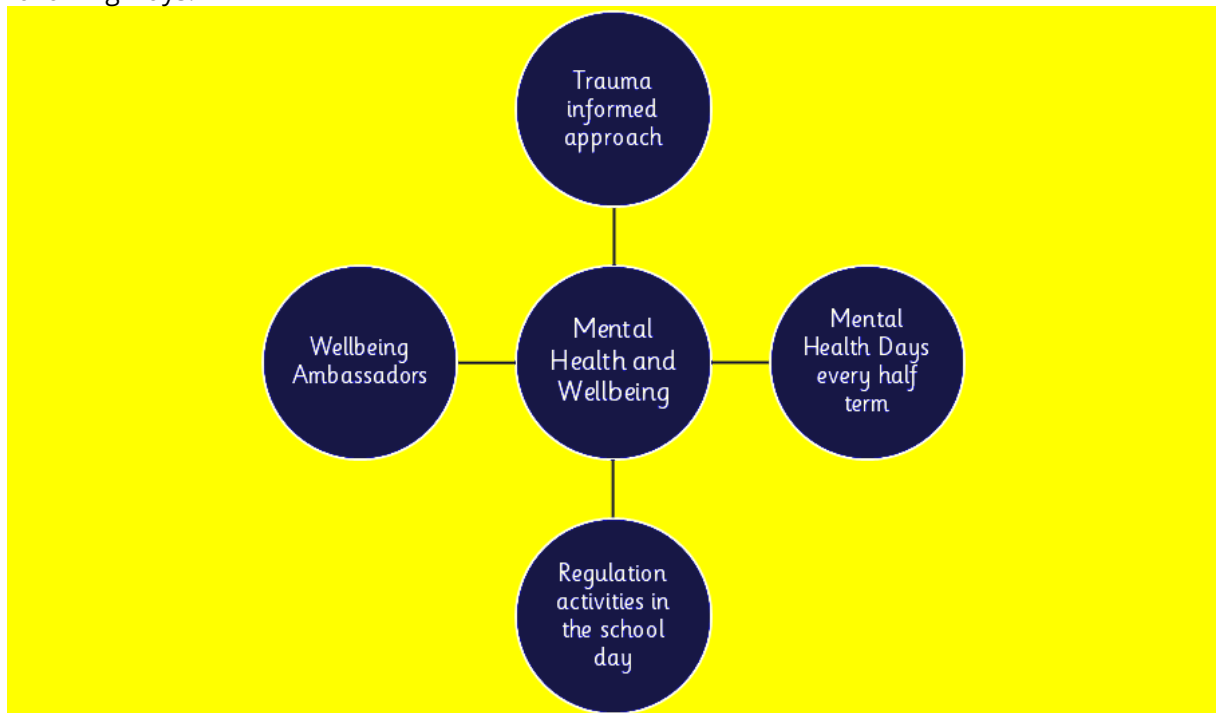 Trauma
informed
approach
Wellbeing
Ambassadors
Mental
Health and
Wellbeing
Mental
Health Days
every half
term
Regulation
activities in
the school
day